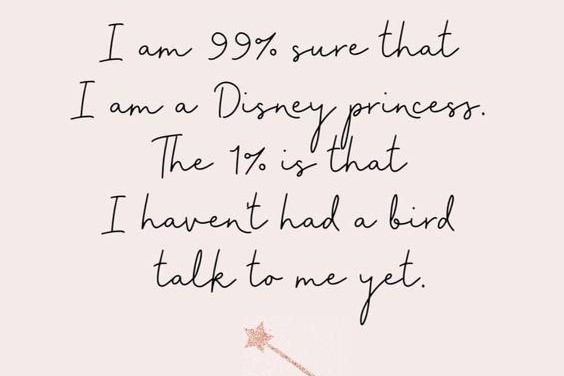 I am 99% sure that
I am a Disney princess.
The 1% is that
I haven't had a bird
talk to me yet.